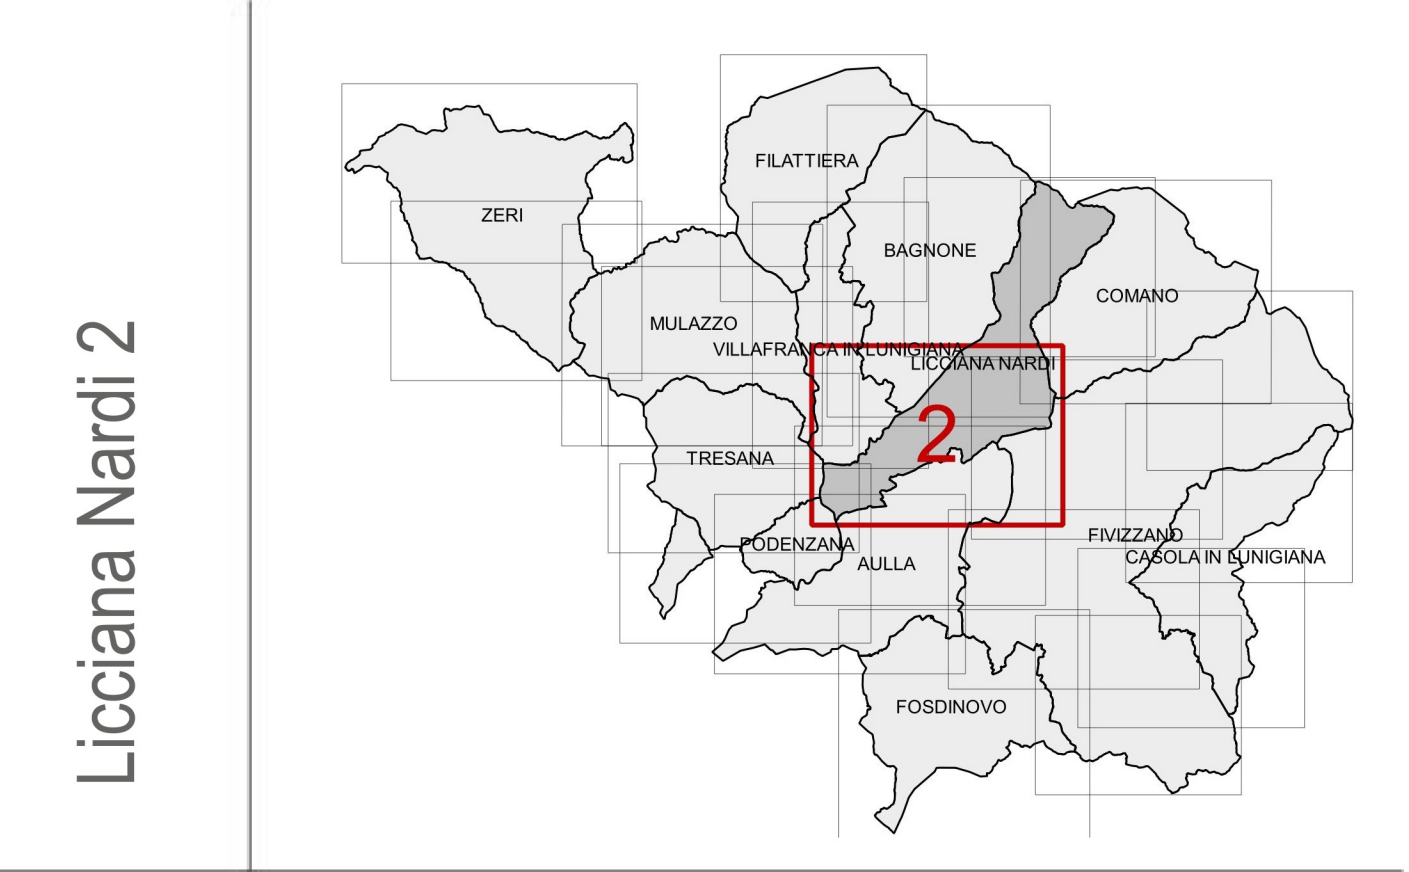 Licciana Nardi 2
FILATTIERA
ZERI
BAGNONE
COMANO
MULAZZO
VILLAFRANCA IN LUNIGIANA
LICCIANA NARDI
2
TRESANA
PODENZANA
AULLA
FIVIZZANO
CASOLA IN LUNIGIANA
FOSDINOVO